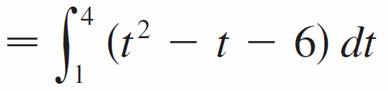 = ∫₁⁴ (t² − t − 6) dt